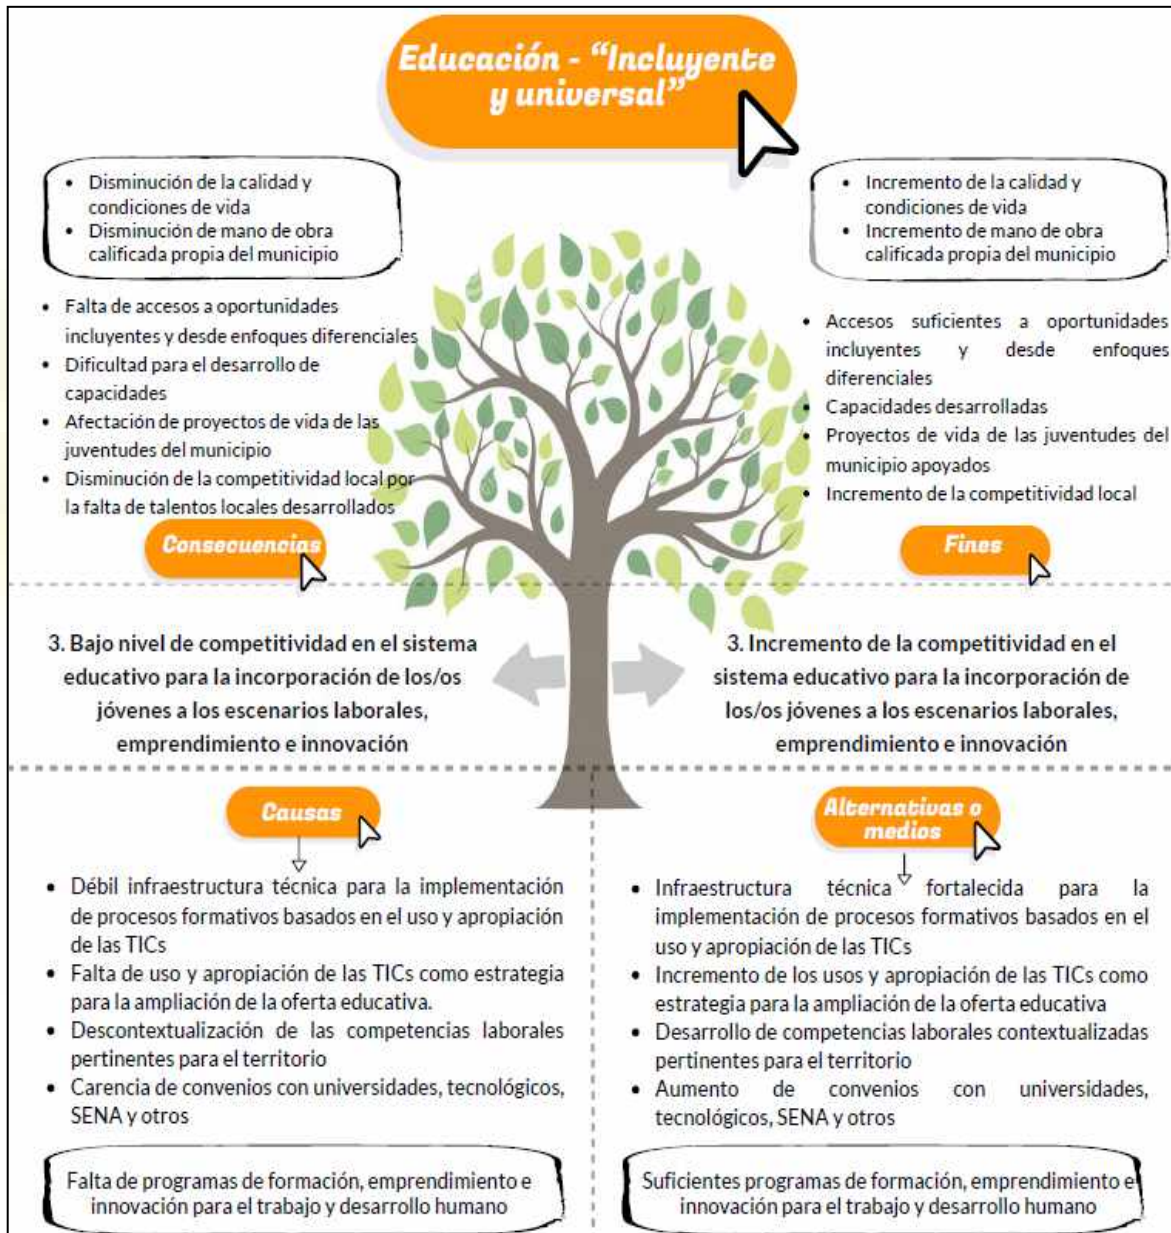 Educación - “Incluyente
y universal”
• Disminución de la calidad y
condiciones de vida
• Disminución de mano de obra
calificada propia del municipio
• Falta de accesos a oportunidades
incluyentes y desde enfoques diferenciales
• Dificultad para el desarrollo de
capacidades
• Afectación de proyectos de vida de las
juventudes del municipio
• Disminución de la competitividad local por
la falta de talentos locales desarrollados
Consecuencias
• Incremento de la calidad y
condiciones de vida
• Incremento de mano de obra
calificada propia del municipio
• Accesos suficientes a oportunidades
incluyentes y desde enfoques
diferenciales
• Capacidades desarrolladas
• Proyectos de vida de las juventudes del
municipio apoyados
• Incremento de la competitividad local
Fines
3. Bajo nivel de competitividad en el sistema
educativo para la incorporación de los/os
jóvenes a los escenarios laborales,
emprendimiento e innovación
3. Incremento de la competitividad en el
sistema educativo para la incorporación de
los/os jóvenes a los escenarios laborales,
emprendimiento e innovación
Causas
• Débil infraestructura técnica para la implementación
de procesos formativos basados en el uso y apropiación
de las TICs
• Falta de uso y apropiación de las TICs como estrategia
para la ampliación de la oferta educativa.
• Descontextualización de las competencias laborales
pertinentes para el territorio
• Carencia de convenios con universidades, tecnológicos,
SENA y otros
Falta de programas de formación, emprendimiento e
innovación para el trabajo y desarrollo humano
Alternativas o
medios
• Infraestructura técnica fortalecida para la
implementación de procesos formativos basados en el
uso y apropiación de las TICs
• Incremento de los usos y apropiación de las TICs como
estrategia para la ampliación de la oferta educativa
• Desarrollo de competencias laborales contextualizadas
pertinentes para el territorio
• Aumento de convenios con universidades,
tecnológicos, SENA y otros
Suficientes programas de formación, emprendimiento e
innovación para el trabajo y desarrollo humano